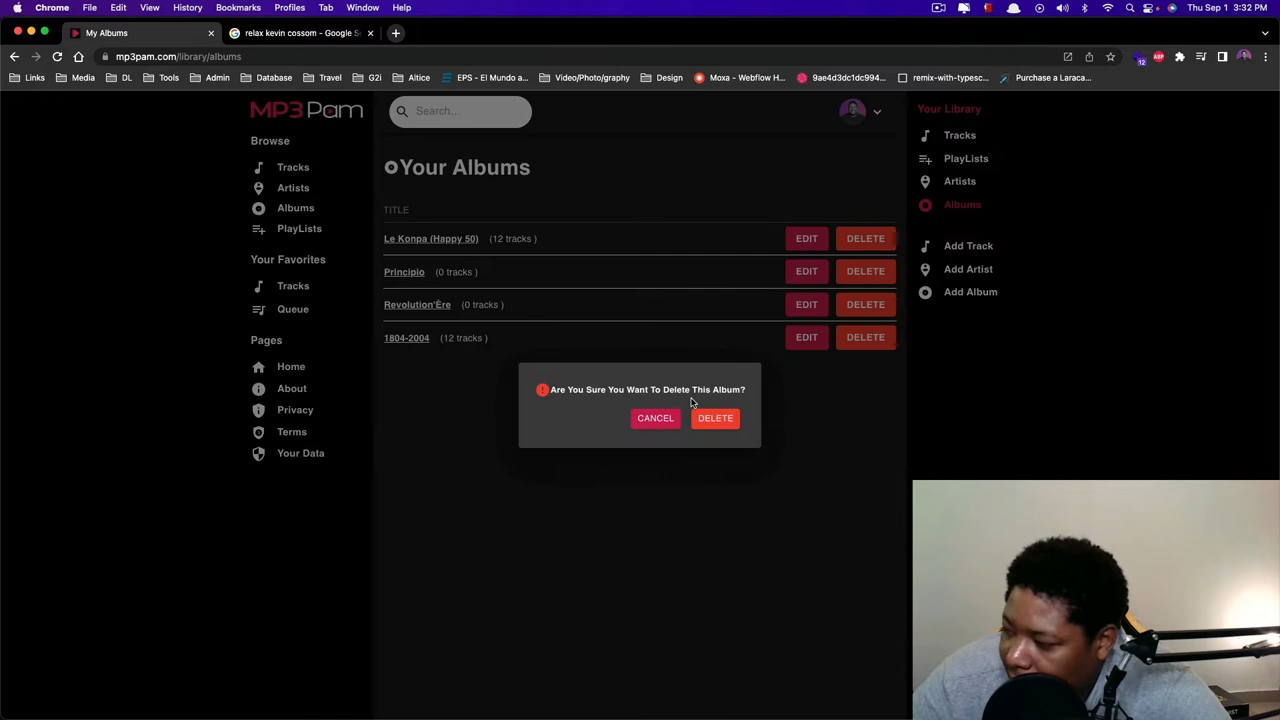 Chrome File Edit View History Bookmarks Profiles Tab Window Help Thu Sep 1 3:32 PM
My Albums relax kevin cossom - Google S
mp3pam.com/library/albums
Links Media DL Tools Admin Database Travel G2i Altice EPS - El Mundo a... Video/Photo/graphy Design Moxa - Webflow H... 9ae4d3dc1dc994... remix-with-typesc... Purchase a Laraca...
12
ABP
MP3Pam
Browse
Tracks
Artists
Albums
PlayLists
Your Favorites
Tracks
Queue
Pages
Home
About
Privacy
Terms
Your Data
Search...
Your Albums
TITLE
Le Konpa (Happy 50) (12 tracks ) EDIT DELETE
Principio (0 tracks ) EDIT DELETE
Revolution'Ère (0 tracks ) EDIT DELETE
1804-2004 (12 tracks ) EDIT DELETE
Are You Sure You Want To Delete This Album?
CANCEL DELETE
Your Library
Tracks
PlayLists
Artists
Albums
Add Track
Add Artist
Add Album